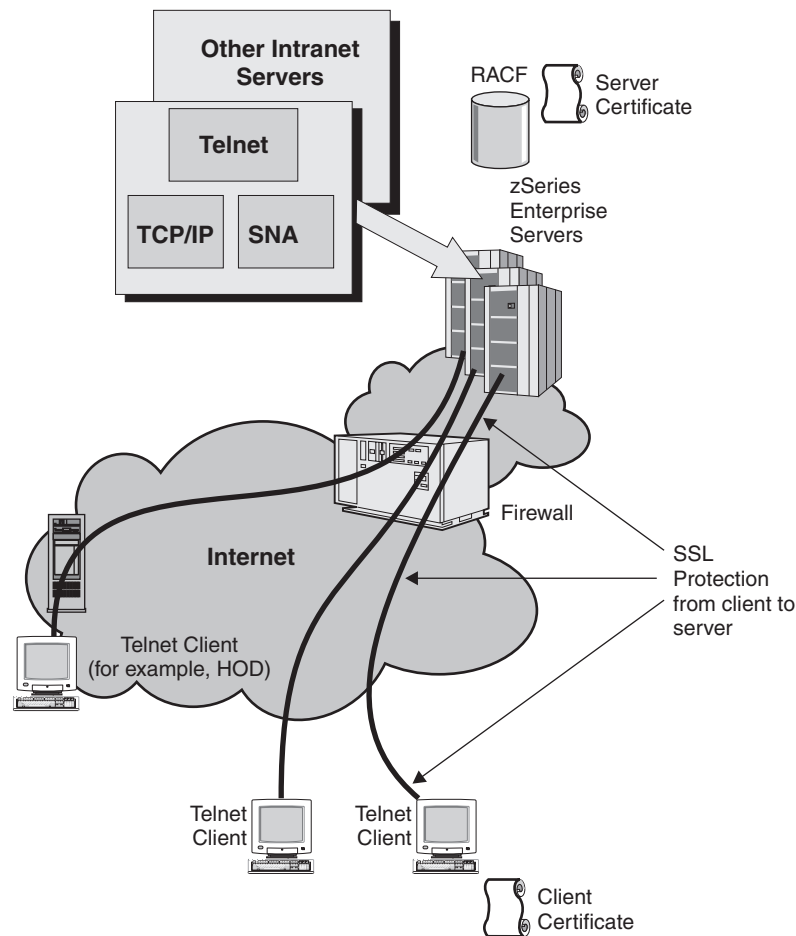 Other Intranet
Servers
Telnet
TCP/IP
SNA
RACF
Server
Certificate
zSeries
Enterprise
Servers
Firewall
Internet
SSL
Protection
from client to
server
Telnet Client
(for example, HOD)
Telnet
Client
Telnet
Client
Client
Certificate